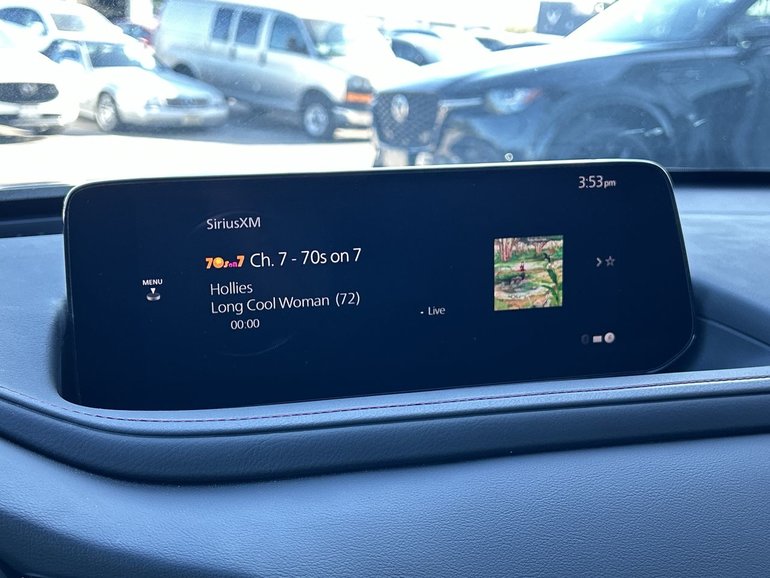 3:53pm
SiriusXM
70s on 7 Ch. 7 - 70s on 7
MENU
Hollies
Long Cool Woman (72)
00:00
• Live